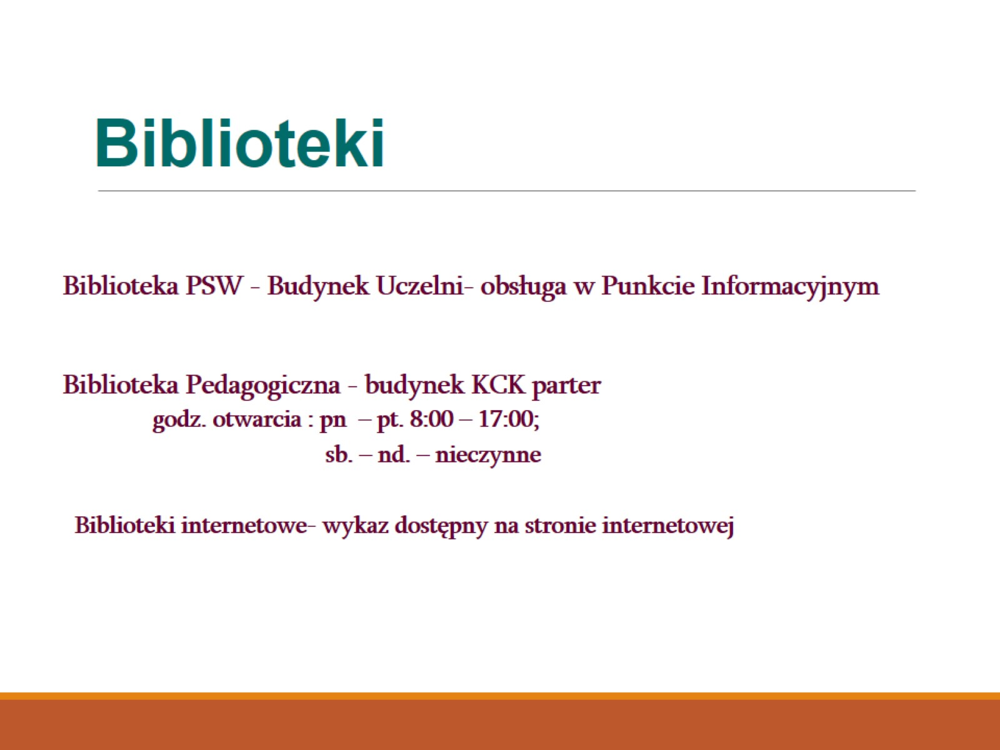 Biblioteki
Biblioteka PSW - Budynek Uczelni- obsługa w Punkcie Informacyjnym
Biblioteka Pedagogiczna - budynek KCK parter
godz. otwarcia : pn – pt. 8:00 – 17:00;
sb. – nd. – nieczynne
Biblioteki internetowe- wykaz dostępny na stronie internetowej